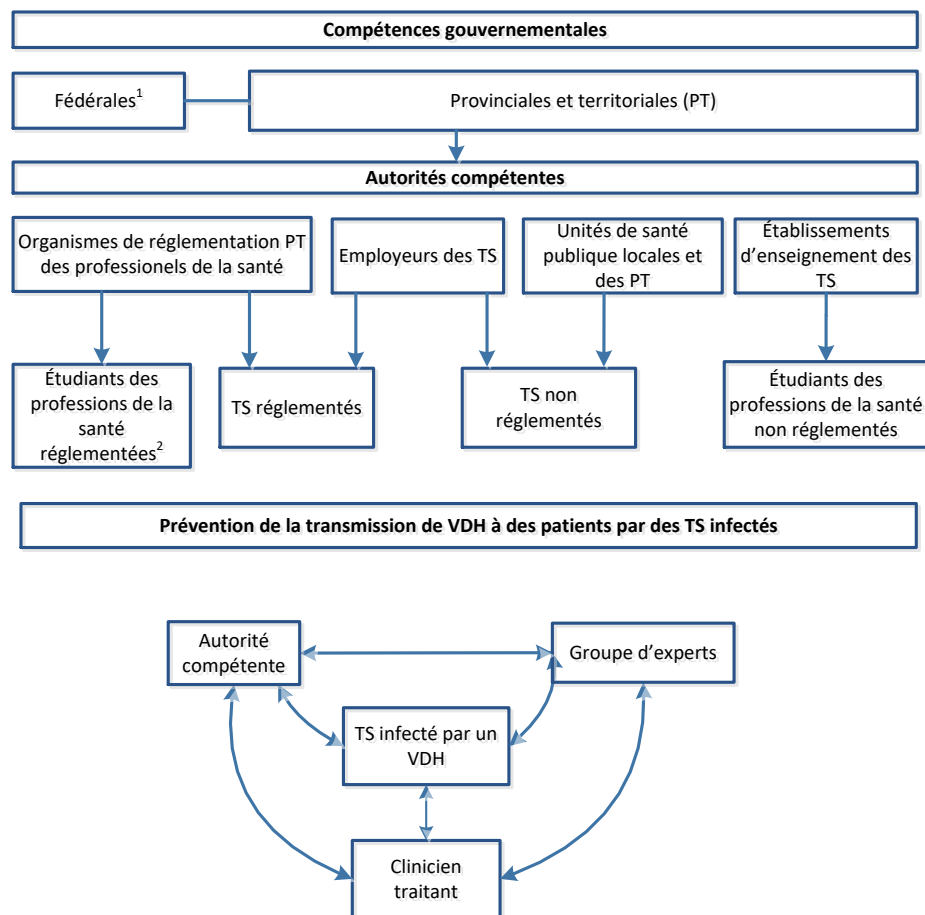 Compétences gouvernementales
Fédérales¹
Provinciales et territoriales (PT)
Autorités compétentes
Organismes de réglementation PT
des professionels de la santé
Employeurs des TS
Unités de santé
publique locales et
des PT
Établissements
d'enseignement des
TS
Étudiants des
professions de la
santé
réglementées²
TS réglementés
TS non
réglementés
Étudiants des
professions de la santé
non réglementés
Prévention de la transmission de VDH à des patients par des TS infectés
Autorité
compétente
Groupe d'experts
TS infecté par un
VDH
Clinicien
traitant